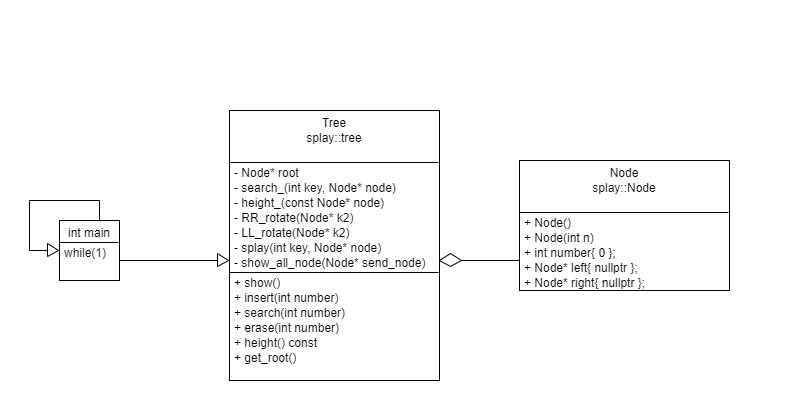 int main
while(1)
Tree
splay::tree
- Node* root
- search_(int key, Node* node)
- height_(const Node* node)
- RR_rotate(Node* k2)
- LL_rotate(Node* k2)
- splay(int key, Node* node)
- show_all_node(Node* send_node)
+ show()
+ insert(int number)
+ search(int number)
+ erase(int number)
+ height() const
+ get_root()
Node
splay::Node
+ Node()
+ Node(int n)
+ int number{ 0 };
+ Node* left{ nullptr };
+ Node* right{ nullptr };